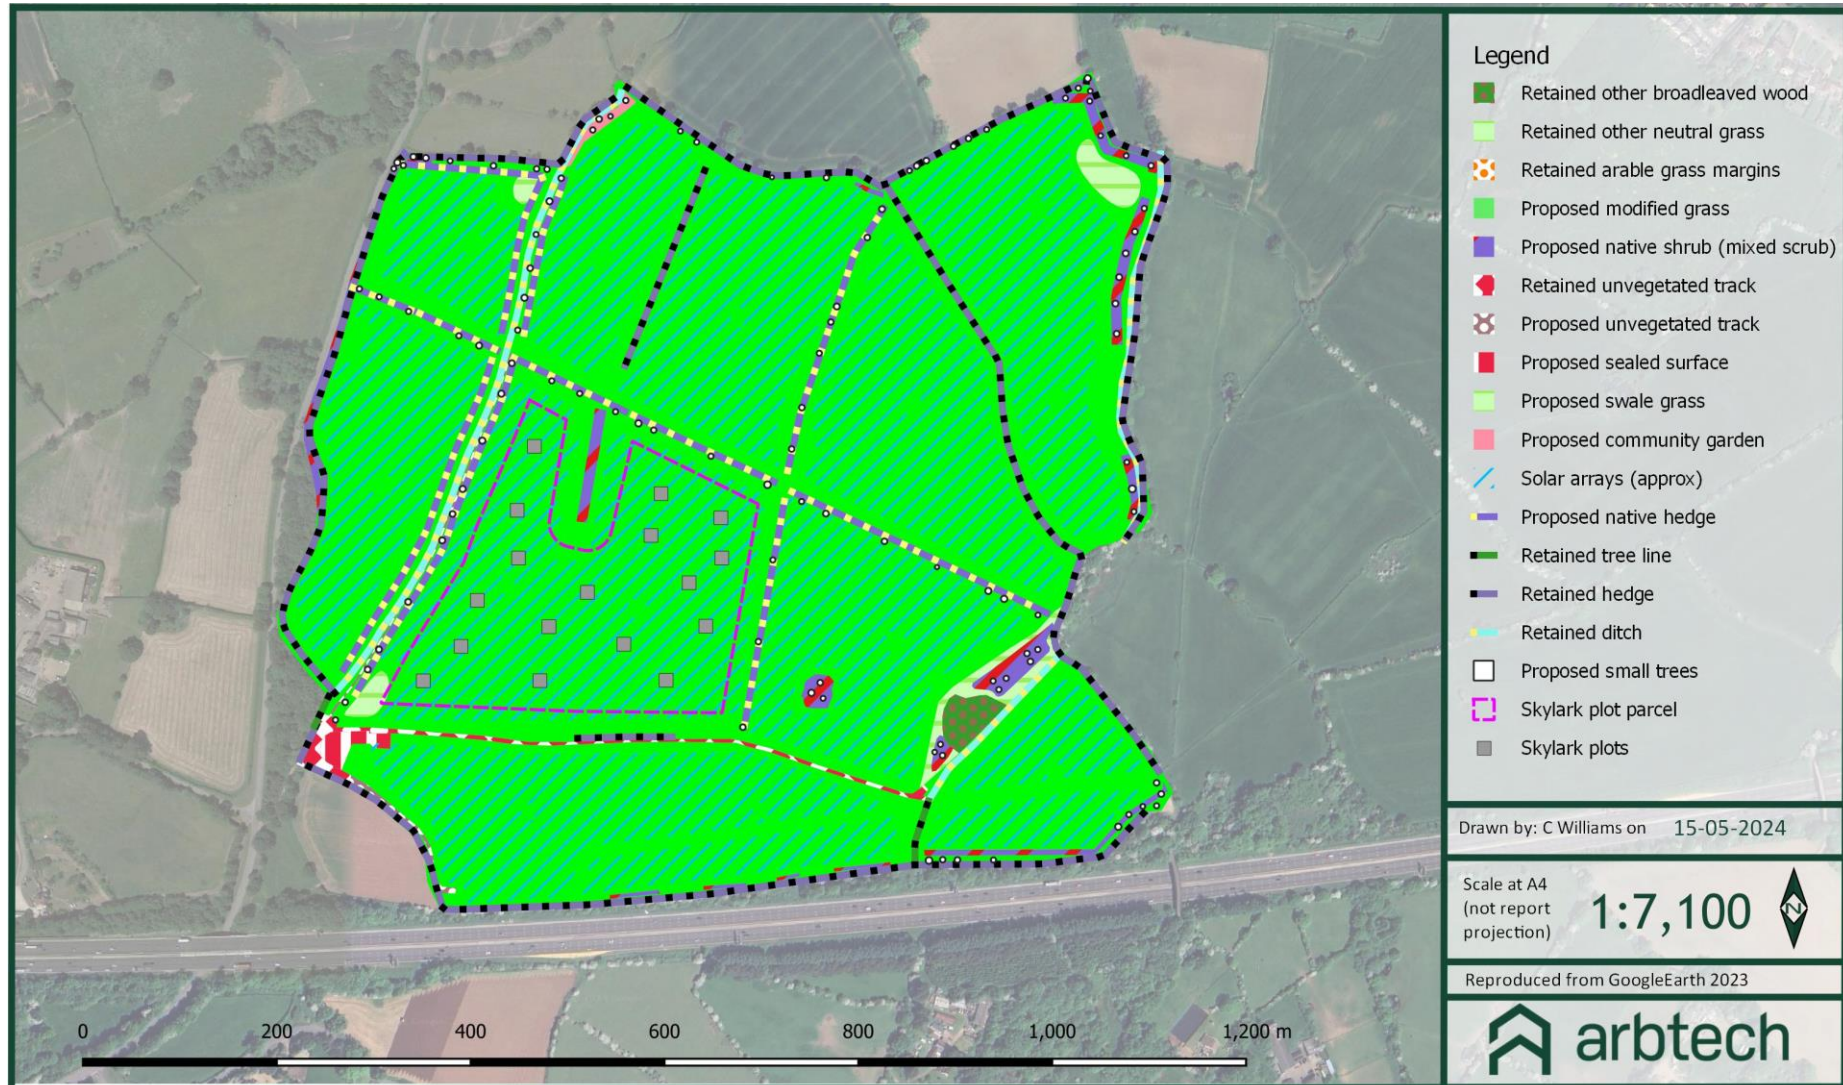 Legend
Retained other broadleaved wood
Retained other neutral grass
Retained arable grass margins
Proposed modified grass
Proposed native shrub (mixed scrub)
Retained unvegetated track
Proposed unvegetated track
Proposed sealed surface
Proposed swale grass
Proposed community garden
Solar arrays (approx)
Proposed native hedge
Retained tree line
Retained hedge
Retained ditch
Proposed small trees
Skylark plot parcel
Skylark plots
Drawn by: C Williams on 15-05-2024
Scale at A4
(not report
projection)
1:7,100
N
Reproduced from GoogleEarth 2023
arbtech
0 200 400 600 800 1,000 1,200 m